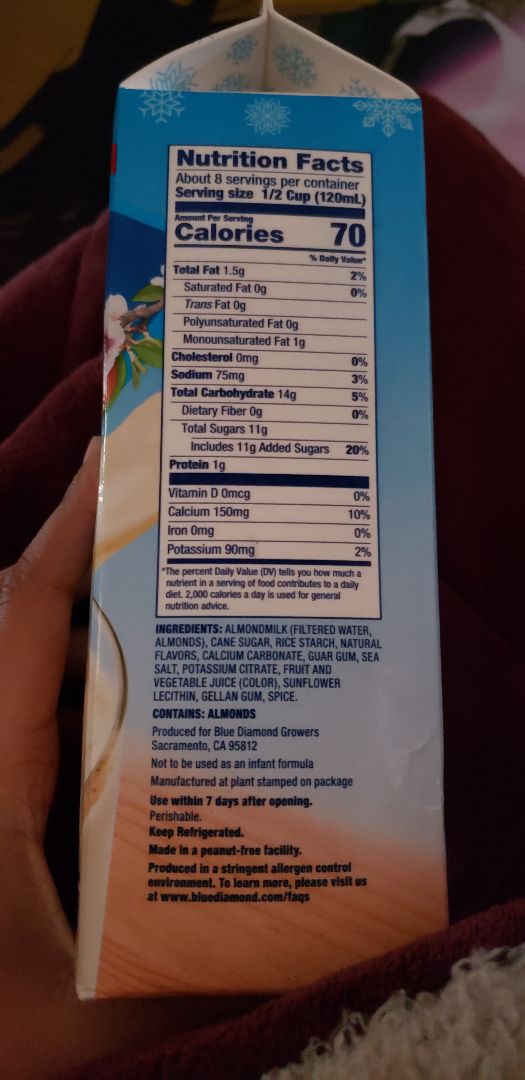 Nutrition Facts
About 8 servings per container
Serving size 1/2 Cup (120mL)
Amount Per Serving
Calories 70
% Daily Value*
Total Fat 1.5g 2%
Saturated Fat 0g 0%
Trans Fat 0g
Polyunsaturated Fat 0g
Monounsaturated Fat 1g
Cholesterol 0mg 0%
Sodium 75mg 3%
Total Carbohydrate 14g 5%
Dietary Fiber 0g 0%
Total Sugars 11g
Includes 11g Added Sugars 20%
Protein 1g
Vitamin D 0mcg 0%
Calcium 150mg 10%
Iron 0mg 0%
Potassium 90mg 2%
*The percent Daily Value (DV) tells you how much a
nutrient in a serving of food contributes to a daily
diet. 2,000 calories a day is used for general
nutrition advice.
INGREDIENTS: ALMONDMILK (FILTERED WATER,
ALMONDS), CANE SUGAR, RICE STARCH, NATURAL
FLAVORS, CALCIUM CARBONATE, GUAR GUM, SEA
SALT, POTASSIUM CITRATE, FRUIT AND
VEGETABLE JUICE (COLOR), SUNFLOWER
LECITHIN, GELLAN GUM, SPICE.
CONTAINS: ALMONDS
Produced for Blue Diamond Growers
Sacramento, CA 95812
Not to be used as an infant formula
Manufactured at plant stamped on package
Use within 7 days after opening.
Perishable.
Keep Refrigerated.
Made in a peanut-free facility.
Produced in a stringent allergen control
environment. To learn more, please visit us
at www.bluediamond.com/faqs